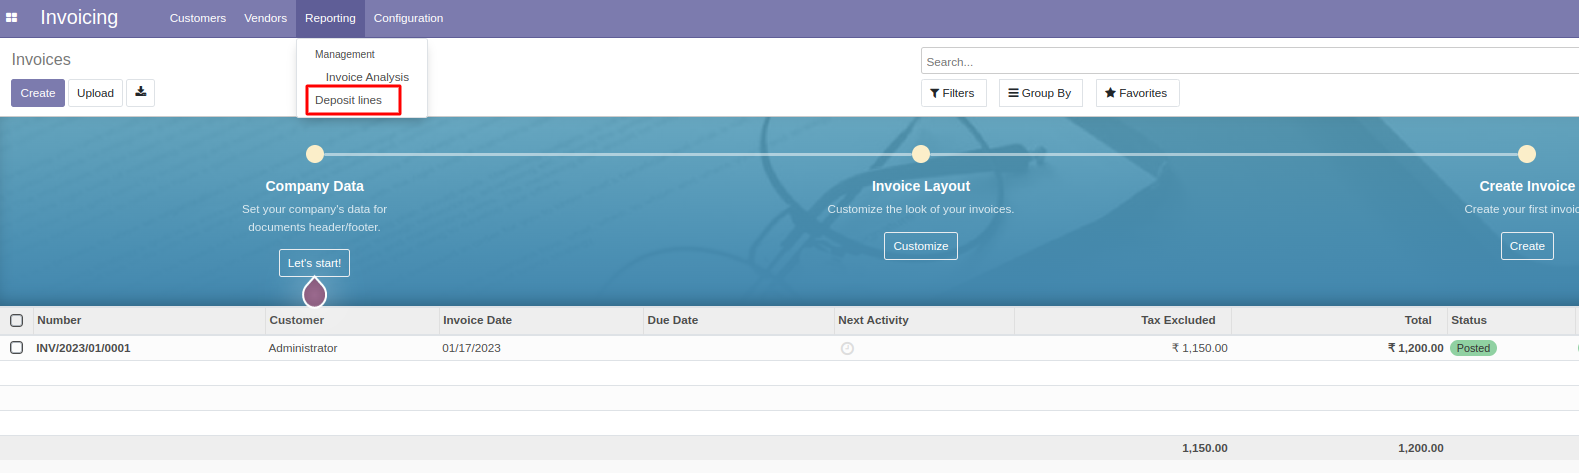 Invoicing
Customers Vendors Reporting Configuration
Management
Invoice Analysis
Deposit lines
Invoices
Create Upload
Search...
Filters Group By Favorites
Company Data
Set your company's data for
documents header/footer.
Let's start!
Invoice Layout
Customize the look of your invoices.
Customize
Create Invoice
Create your first invoic
Create
Number Customer Invoice Date Due Date Next Activity Tax Excluded Total Status
INV/2023/01/0001 Administrator 01/17/2023 ₹ 1,150.00 ₹ 1,200.00 Posted
1,150.00 1,200.00